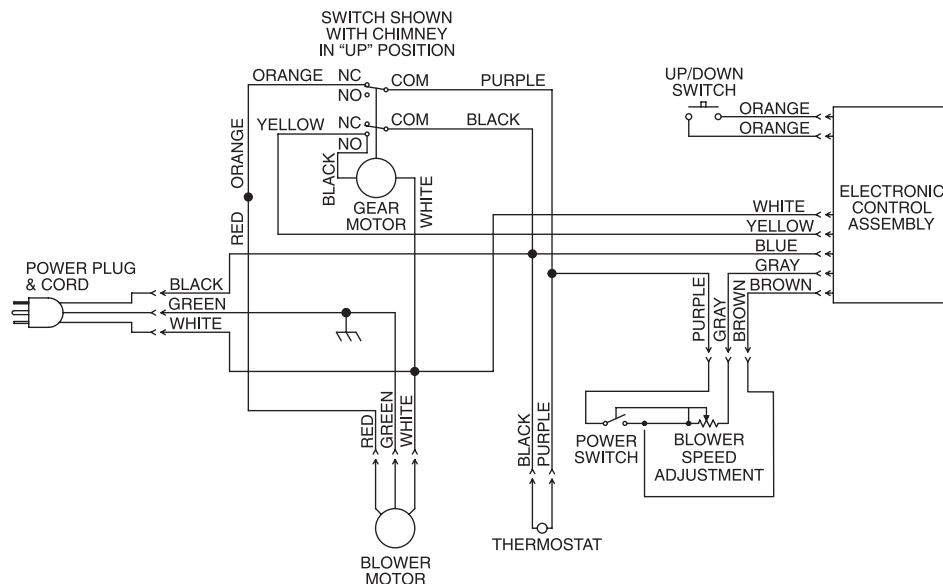 SWITCH SHOWN
WITH CHIMNEY
IN “UP” POSITION
ORANGE
NC
COM
PURPLE
NO
YELLOW
NC
COM
BLACK
NO
ORANGE
BLACK
WHITE
GEAR
MOTOR
RED
UP/DOWN
SWITCH
ORANGE
ORANGE
ELECTRONIC
CONTROL
ASSEMBLY
WHITE
YELLOW
BLUE
GRAY
BROWN
POWER PLUG
& CORD
BLACK
GREEN
WHITE
PURPLE
GRAY
BROWN
RED
GREEN
WHITE
BLACK
PURPLE
POWER
SWITCH
BLOWER
SPEED
ADJUSTMENT
BLOWER
MOTOR
THERMOSTAT